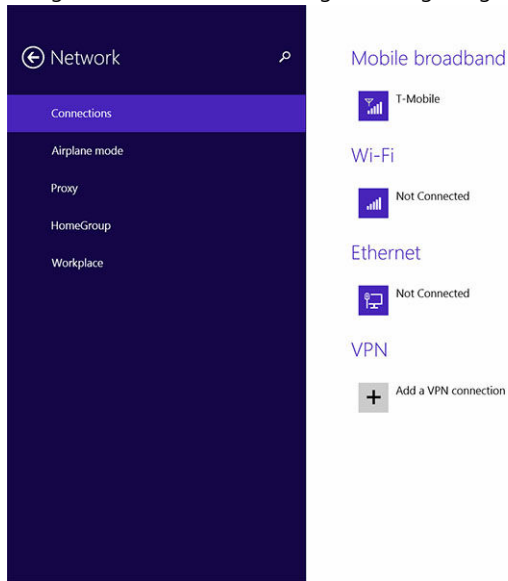 Network
Connections
Airplane mode
Proxy
HomeGroup
Workplace
Mobile broadband
T-Mobile
Wi-Fi
Not Connected
Ethernet
Not Connected
VPN
Add a VPN connection